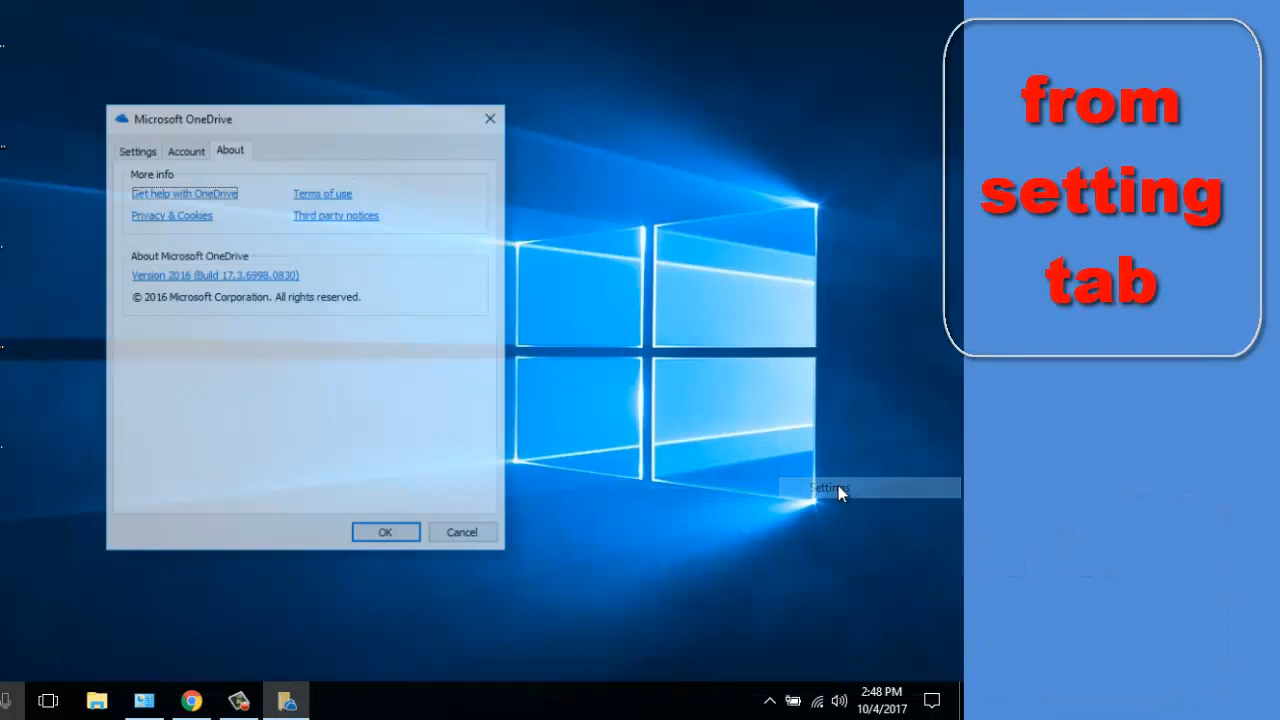 from
setting
tab
Microsoft OneDrive
Settings Account About
More info
Get help with OneDrive Terms of use
Privacy & Cookies Third party notices
About Microsoft OneDrive
Version 2016 (Build 17.3.6998.0830)
© 2016 Microsoft Corporation. All rights reserved.
Settings
OK Cancel
2:48 PM
10/4/2017